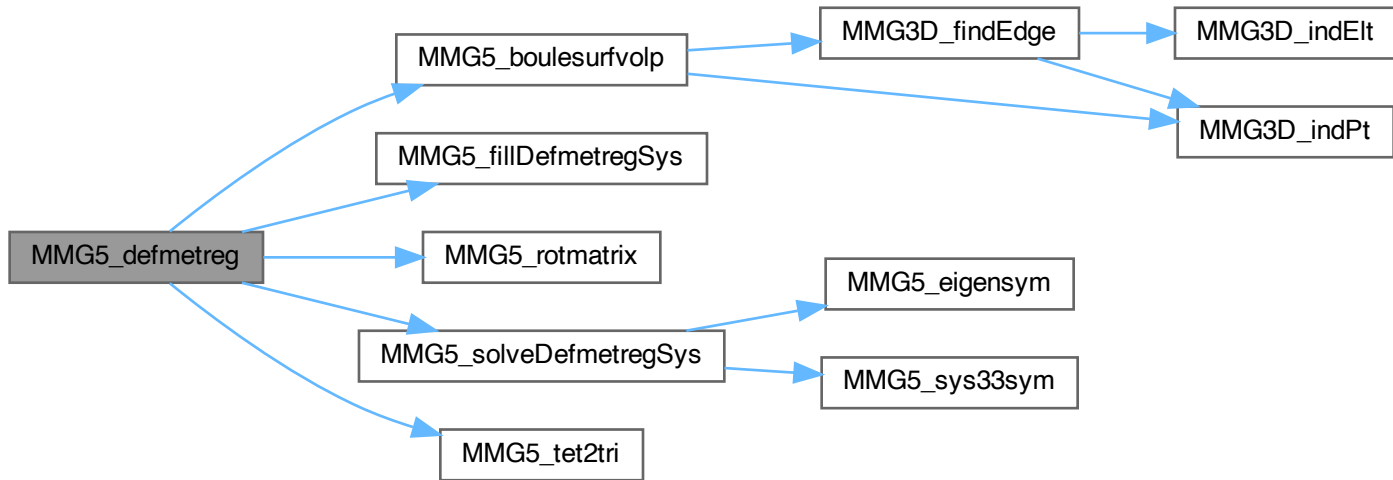 MMG5_defmetreg
MMG5_boulesurfvolp
MMG3D_findEdge
MMG3D_indElt
MMG3D_indPt
MMG5_fillDefmetregSys
MMG5_rotmatrix
MMG5_solveDefmetregSys
MMG5_eigensym
MMG5_sys33sym
MMG5_tet2tri